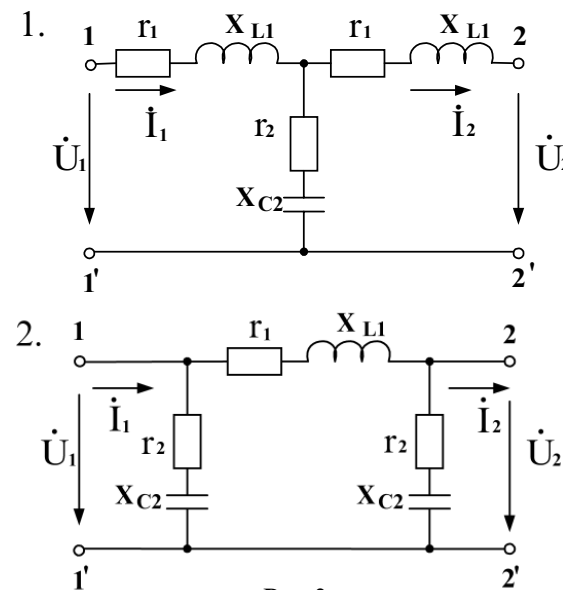 1.
1 r₁ X L1 r₁ X L1 2
İ₁ r₂ İ₂
U̇₁ U̇₂
X C2
1' 2'
2.
1 r₁ X L1 2
İ₁ İ₂
U̇₁ r₂ r₂ U̇₂
X C2 X C2
1' 2'